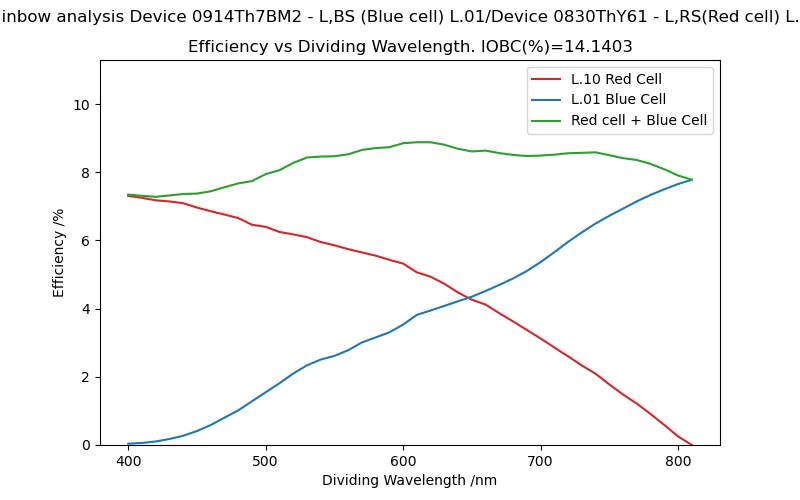 inbow analysis Device 0914Th7BM2 - L,BS (Blue cell) L.01/Device 0830ThY61 - L,RS(Red cell) L.
Efficiency vs Dividing Wavelength. IOBC(%)=14.1403
L.10 Red Cell
L.01 Blue Cell
Red cell + Blue Cell
10
8
6
4
2
0
Efficiency /%
400 500 600 700 800
Dividing Wavelength /nm